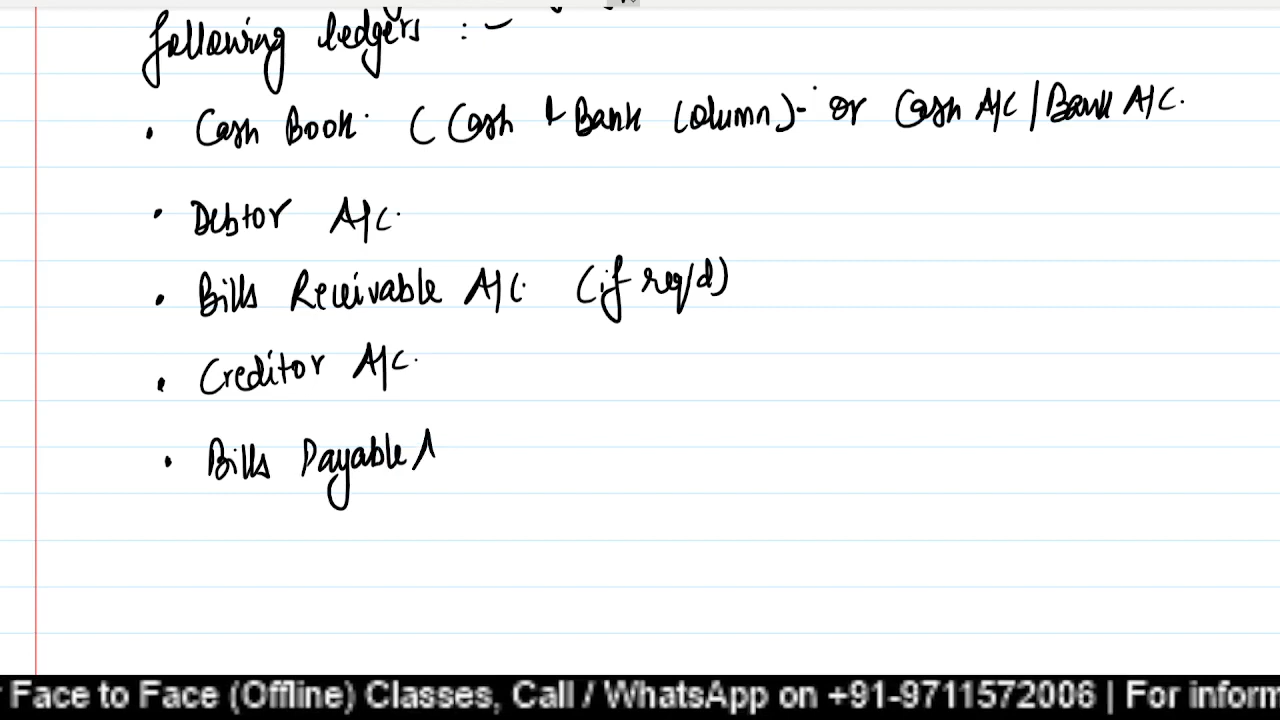 following ledgers : –
• Cash Book. ( Cash & Bank Column)- or Cash A/C / Bank A/C.
• Debtor A/C.
• Bills Receivable A/C. (if req/d)
• Creditor A/C.
• Bills Payable A
Face to Face (Offline) Classes, Call / WhatsApp on +91-9711572006 | For inform